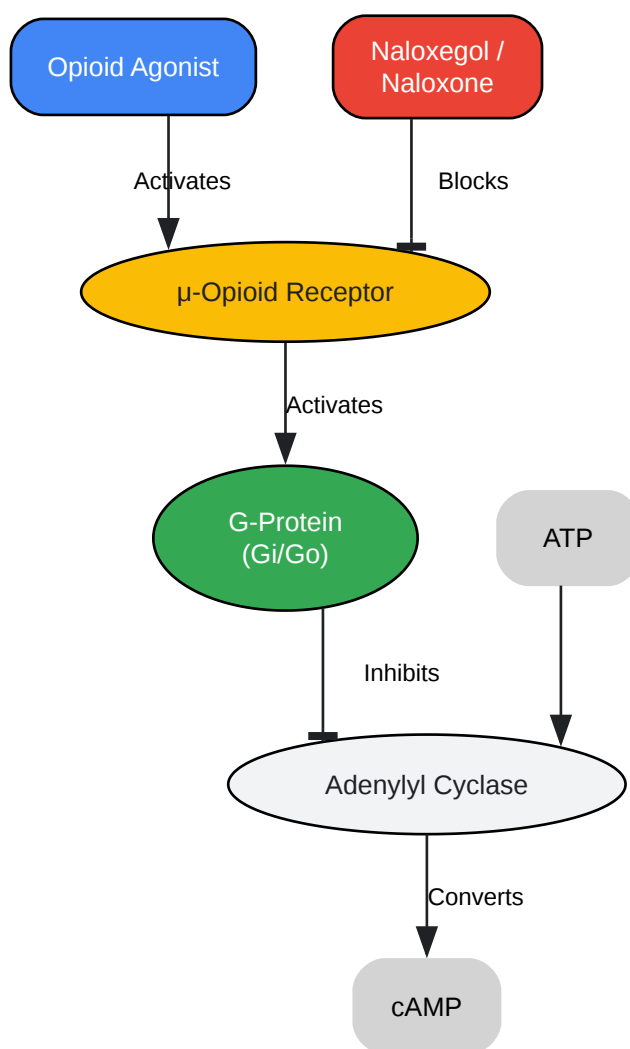 Opioid Agonist
Naloxegol /
Naloxone
Activates
Blocks
μ-Opioid Receptor
Activates
G-Protein
(Gi/Go)
ATP
Inhibits
Adenylyl Cyclase
Converts
cAMP